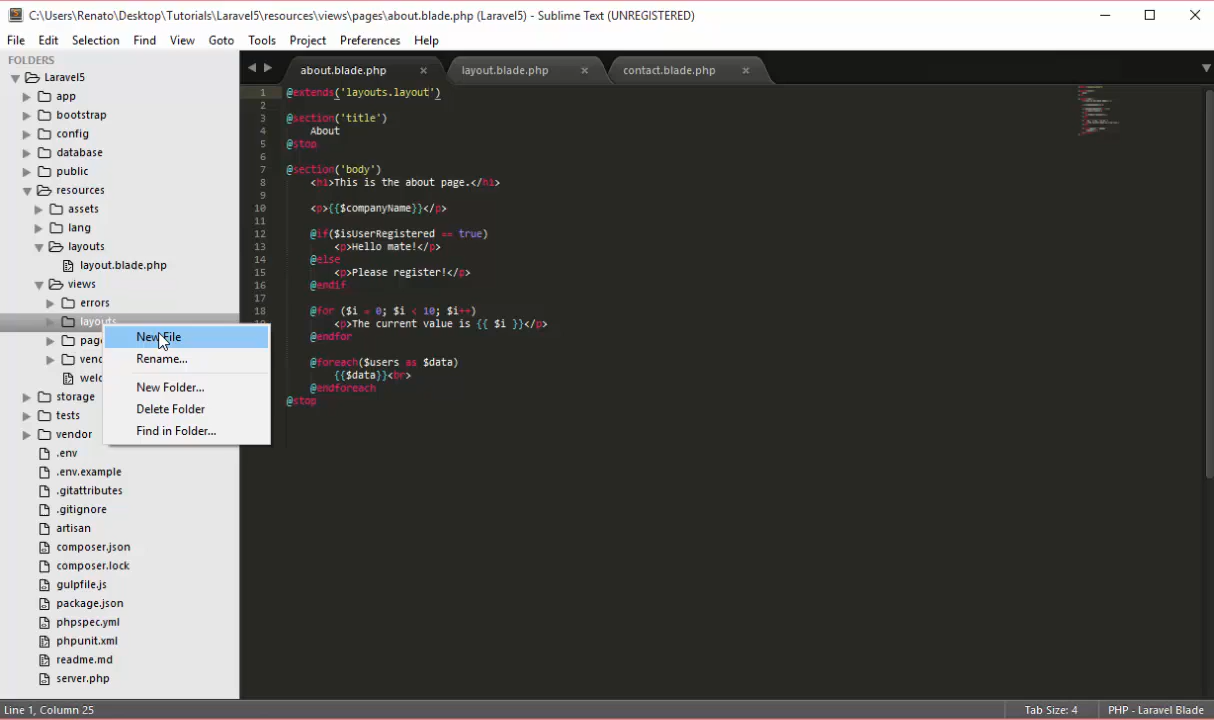 C:\Users\Renato\Desktop\Tutorials\Laravel5\resources\views\pages\about.blade.php (Laravel5) - Sublime Text (UNREGISTERED)
File Edit Selection Find View Goto Tools Project Preferences Help
FOLDERS
Laravel5
app
bootstrap
config
database
public
resources
assets
lang
layouts
layout.blade.php
views
errors
layouts
storage
tests
vendor
.env
.env.example
.gitattributes
.gitignore
artisan
composer.json
composer.lock
gulpfile.js
package.json
phpspec.yml
phpunit.xml
readme.md
server.php
New File
Rename...
New Folder...
Delete Folder
Find in Folder...
about.blade.php × layout.blade.php × contact.blade.php ×
1 @extends('layouts.layout')
2
3 @section('title')
4 About
5 @stop
6
7 @section('body')
8 <h1>This is the about page.</h1>
9
10 <p>{{$companyName}}</p>
11
12 @if($isUserRegistered == true)
13 <p>Hello mate!</p>
14 @else
15 <p>Please register!</p>
16 @endif
17
18 @for ($i = 0; $i < 10; $i++)
<p>The current value is {{ $i }}</p>
@endfor
@foreach($users as $data)
{{$data}}<br>
@endforeach
@stop
Line 1, Column 25 Tab Size: 4 PHP - Laravel Blade